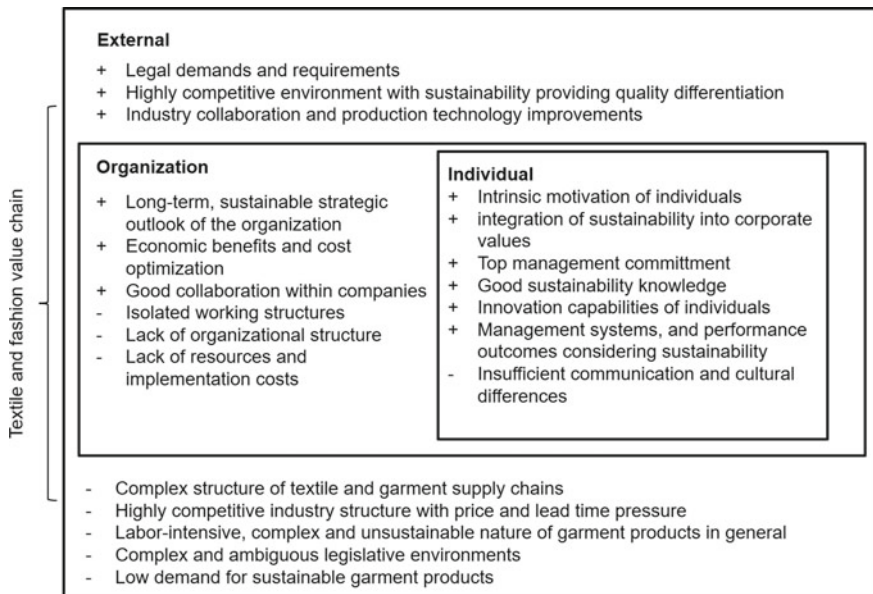 External
+ Legal demands and requirements
+ Highly competitive environment with sustainability providing quality differentiation
+ Industry collaboration and production technology improvements
Textile and fashion value chain
Organization
+ Long-term, sustainable strategic
outlook of the organization
+ Economic benefits and cost
optimization
+ Good collaboration within companies
- Isolated working structures
- Lack of organizational structure
- Lack of resources and
implementation costs
Individual
+ Intrinsic motivation of individuals
+ integration of sustainability into corporate
values
+ Top management committment
+ Good sustainability knowledge
+ Innovation capabilities of individuals
+ Management systems, and performance
outcomes considering sustainability
- Insufficient communication and cultural
differences
- Complex structure of textile and garment supply chains
- Highly competitive industry structure with price and lead time pressure
- Labor-intensive, complex and unsustainable nature of garment products in general
- Complex and ambiguous legislative environments
- Low demand for sustainable garment products